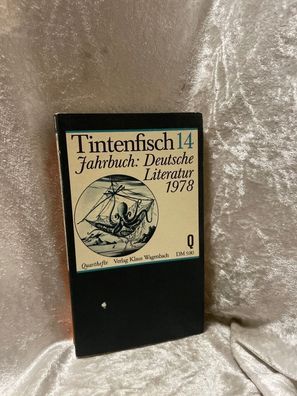 Tintenfisch 14
Jahrbuch: Deutsche
Literatur
1978
Q
Quarthefte Verlag Klaus Wagenbach DM 9.80